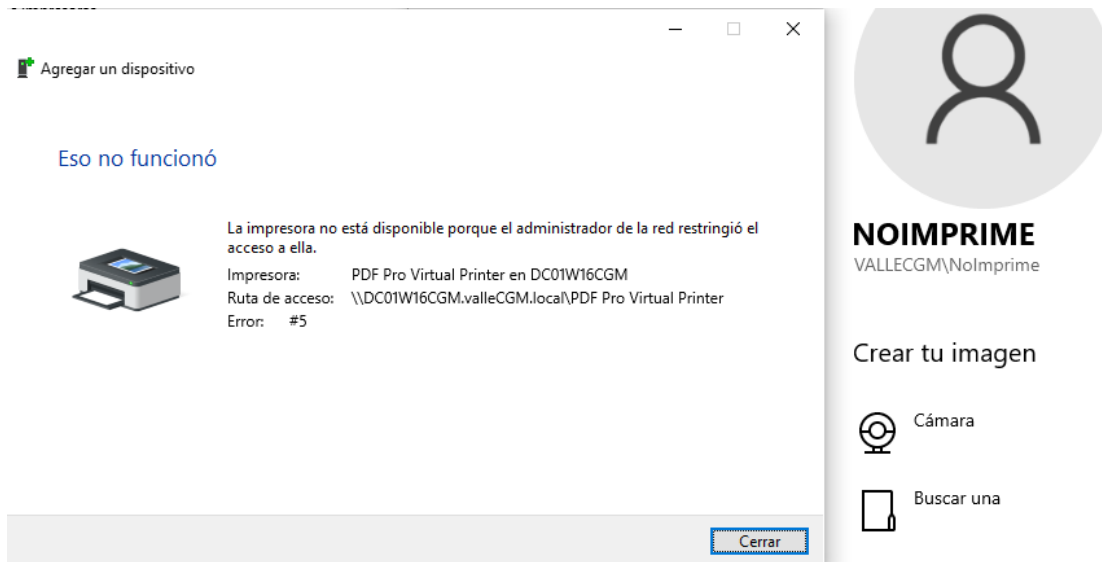 Agregar un dispositivo
Eso no funcionó
La impresora no está disponible porque el administrador de la red restringió el
acceso a ella.
Impresora: PDF Pro Virtual Printer en DC01W16CGM
Ruta de acceso: \\DC01W16CGM.valleCGM.local\PDF Pro Virtual Printer
Error: #5
Cerrar
NOIMPRIME
VALLECGM\NoImprime
Crear tu imagen
Cámara
Buscar una